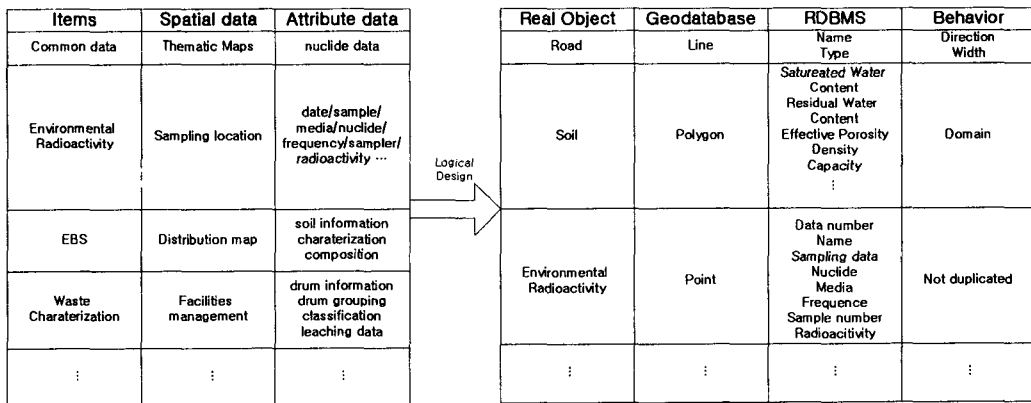 Items Spatial data Attribute data
Common data Thematic Maps nuclide data
Environmental
Radioactivity
Sampling location
date/sample/
media/nuclide/
frequency/sampler/
radioactivity ⋯
EBS
Distribution map
soil information
charaterization
composition
Waste
Charaterization
Facilities
management
drum information
drum grouping
classification
leaching data
⋮ ⋮ ⋮
Logical
Design
Real Object Geodatabase RDBMS Behavior
Road
Line
Name
Type
Direction
Width
Soil
Polygon
Satureated Water
Content
Residual Water
Content
Effective Porosity
Density
Capacity
⋮
Domain
Environmental
Radioactivity
Point
Data number
Name
Sampling data
Nuclide
Media
Frequence
Sample number
Radioacitivity
Not duplicated
⋮ ⋮ ⋮ ⋮